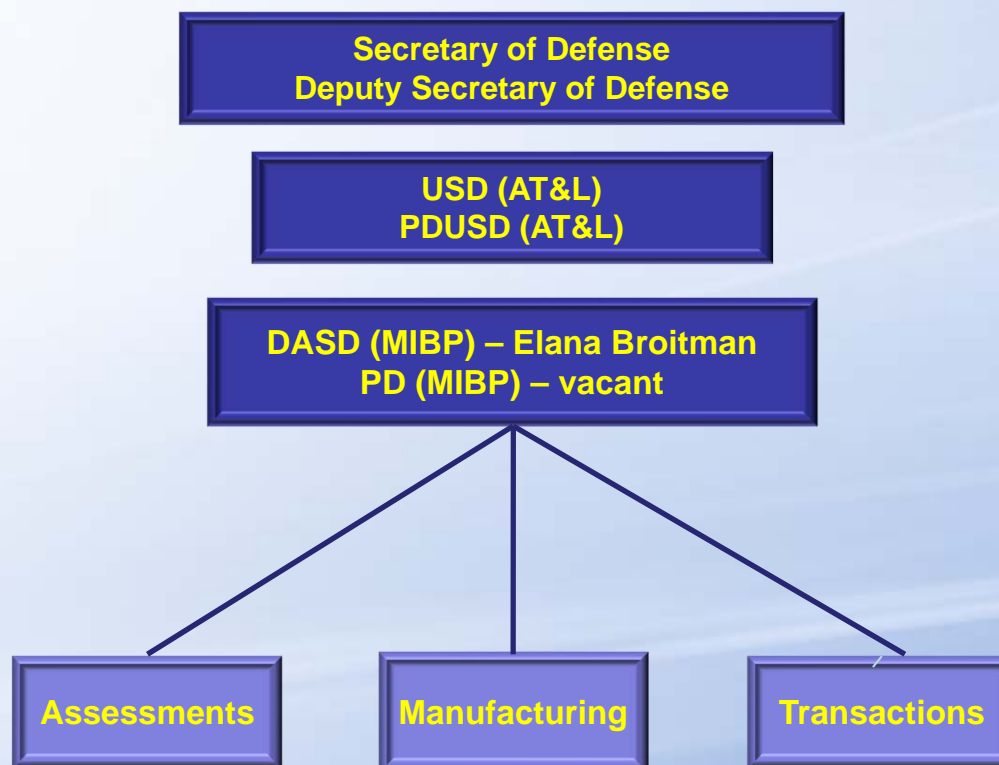 Secretary of Defense
Deputy Secretary of Defense
USD (AT&L)
PDUSD (AT&L)
DASD (MIBP) – Elana Broitman
PD (MIBP) – vacant
Assessments
Manufacturing
Transactions